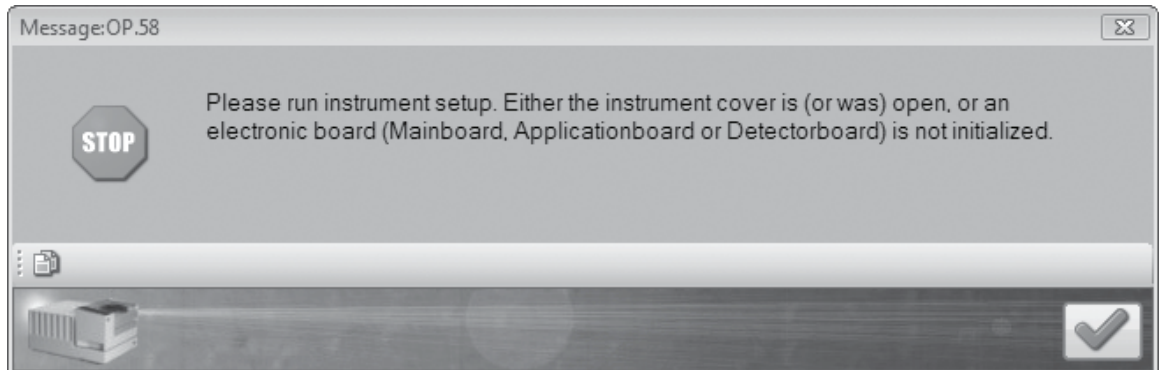 Message:OP.58
Please run instrument setup. Either the instrument cover is (or was) open, or an
electronic board (Mainboard, Applicationboard or Detectorboard) is not initialized.
STOP